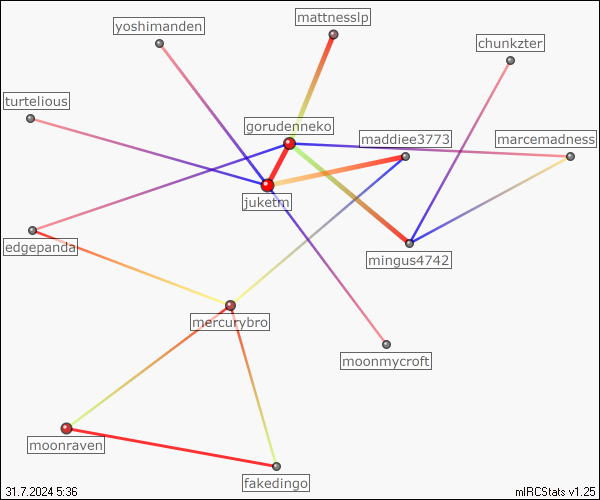 mattnesslp
yoshimanden
chunkzter
turtelious
gorudenneko
maddiee3773
marcemadness
juketm
edgepanda
mingus4742
mercurybro
moonmycroft
moonraven
fakedingo
31.7.2024 5:36
mIRCStats v1.25